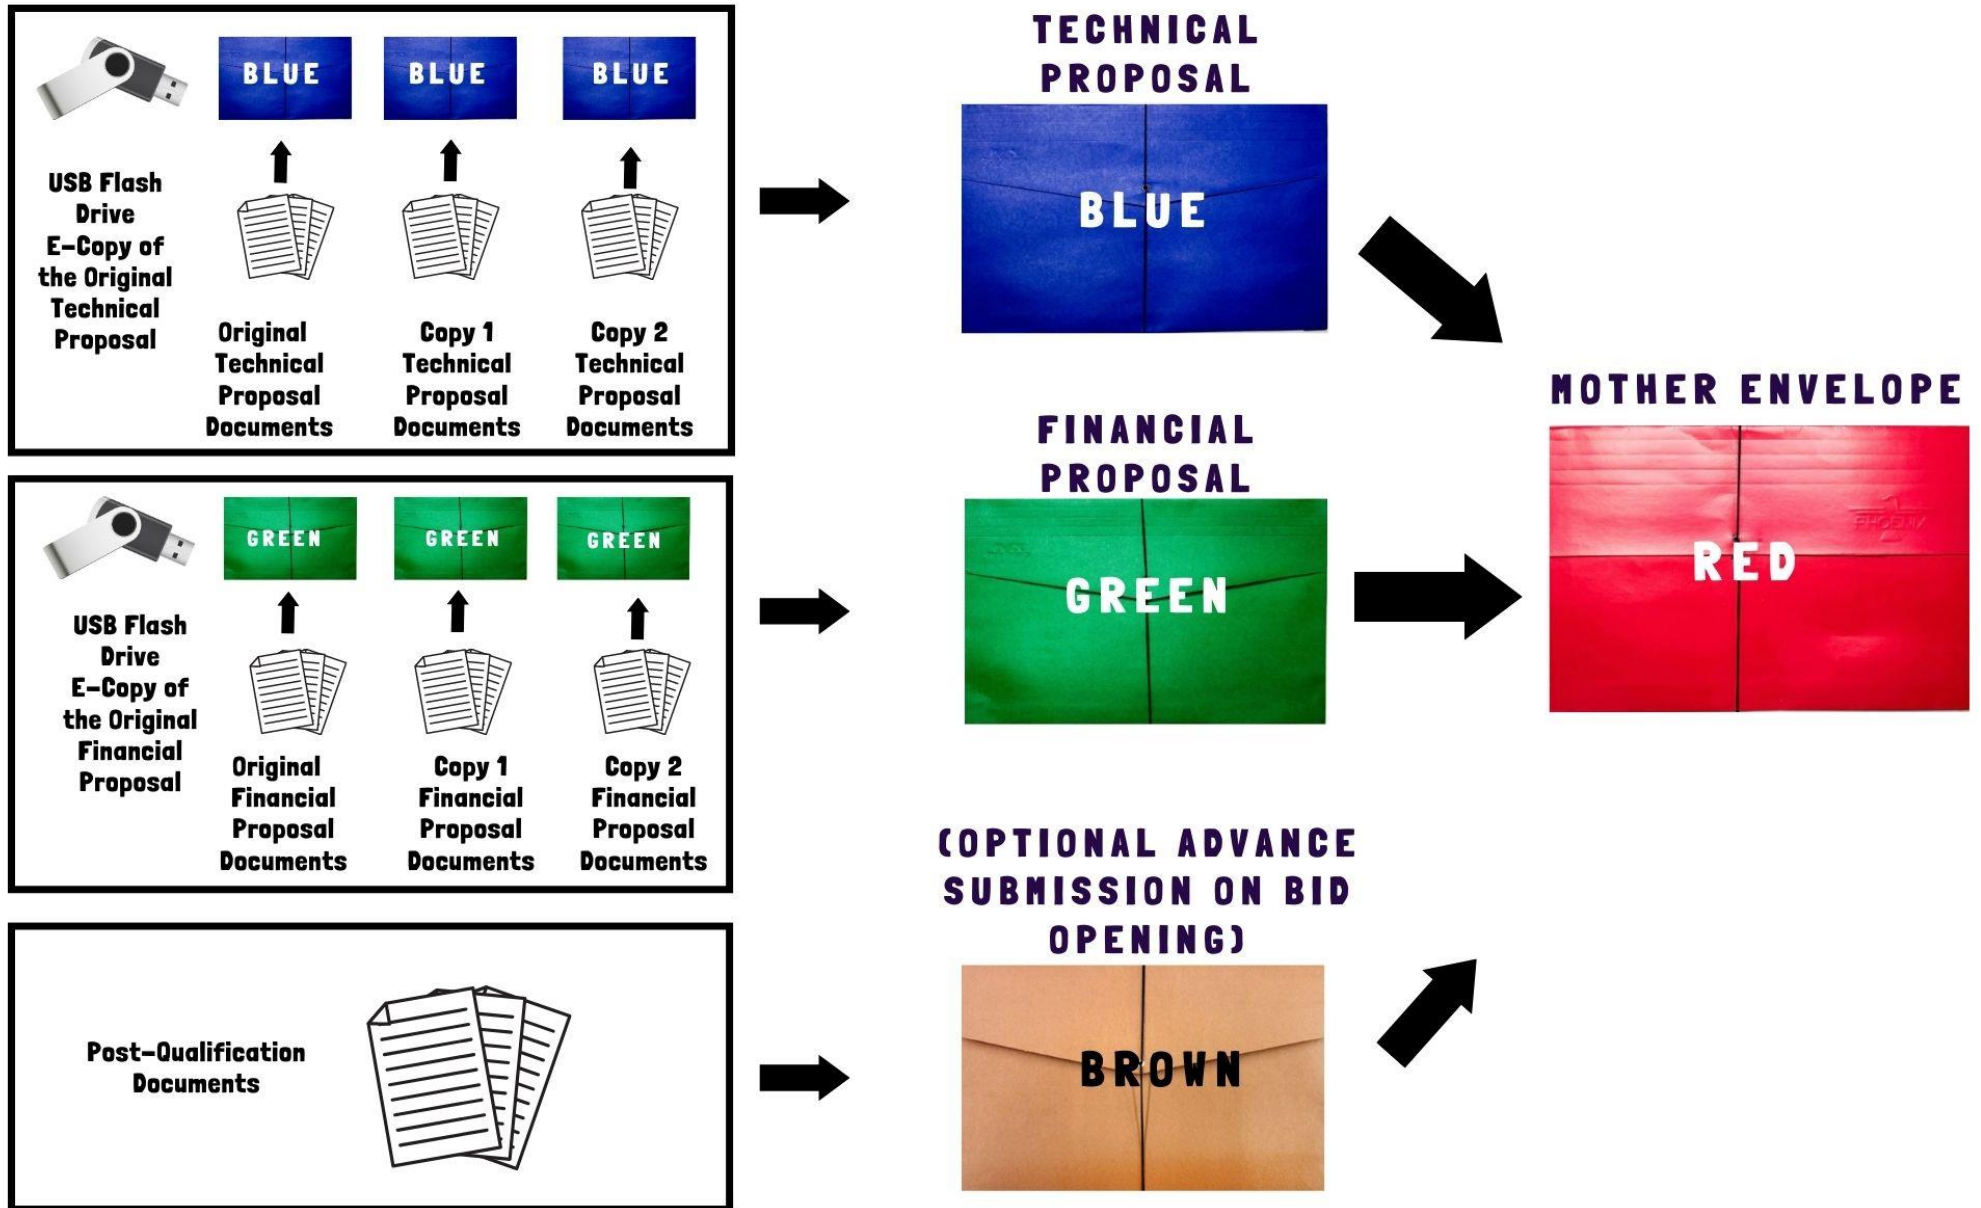 BLUE
BLUE
BLUE
USB Flash
Drive
E-Copy of
the Original
Technical
Proposal
Original
Technical
Proposal
Documents
Copy 1
Technical
Proposal
Documents
Copy 2
Technical
Proposal
Documents
TECHNICAL
PROPOSAL
BLUE
GREEN
GREEN
GREEN
USB Flash
Drive
E-Copy of
the Original
Financial
Proposal
Original
Financial
Proposal
Documents
Copy 1
Financial
Proposal
Documents
Copy 2
Financial
Proposal
Documents
FINANCIAL
PROPOSAL
GREEN
MOTHER ENVELOPE
PHOENIX
RED
Post-Qualification
Documents
(OPTIONAL ADVANCE
SUBMISSION ON BID
OPENING)
BROWN